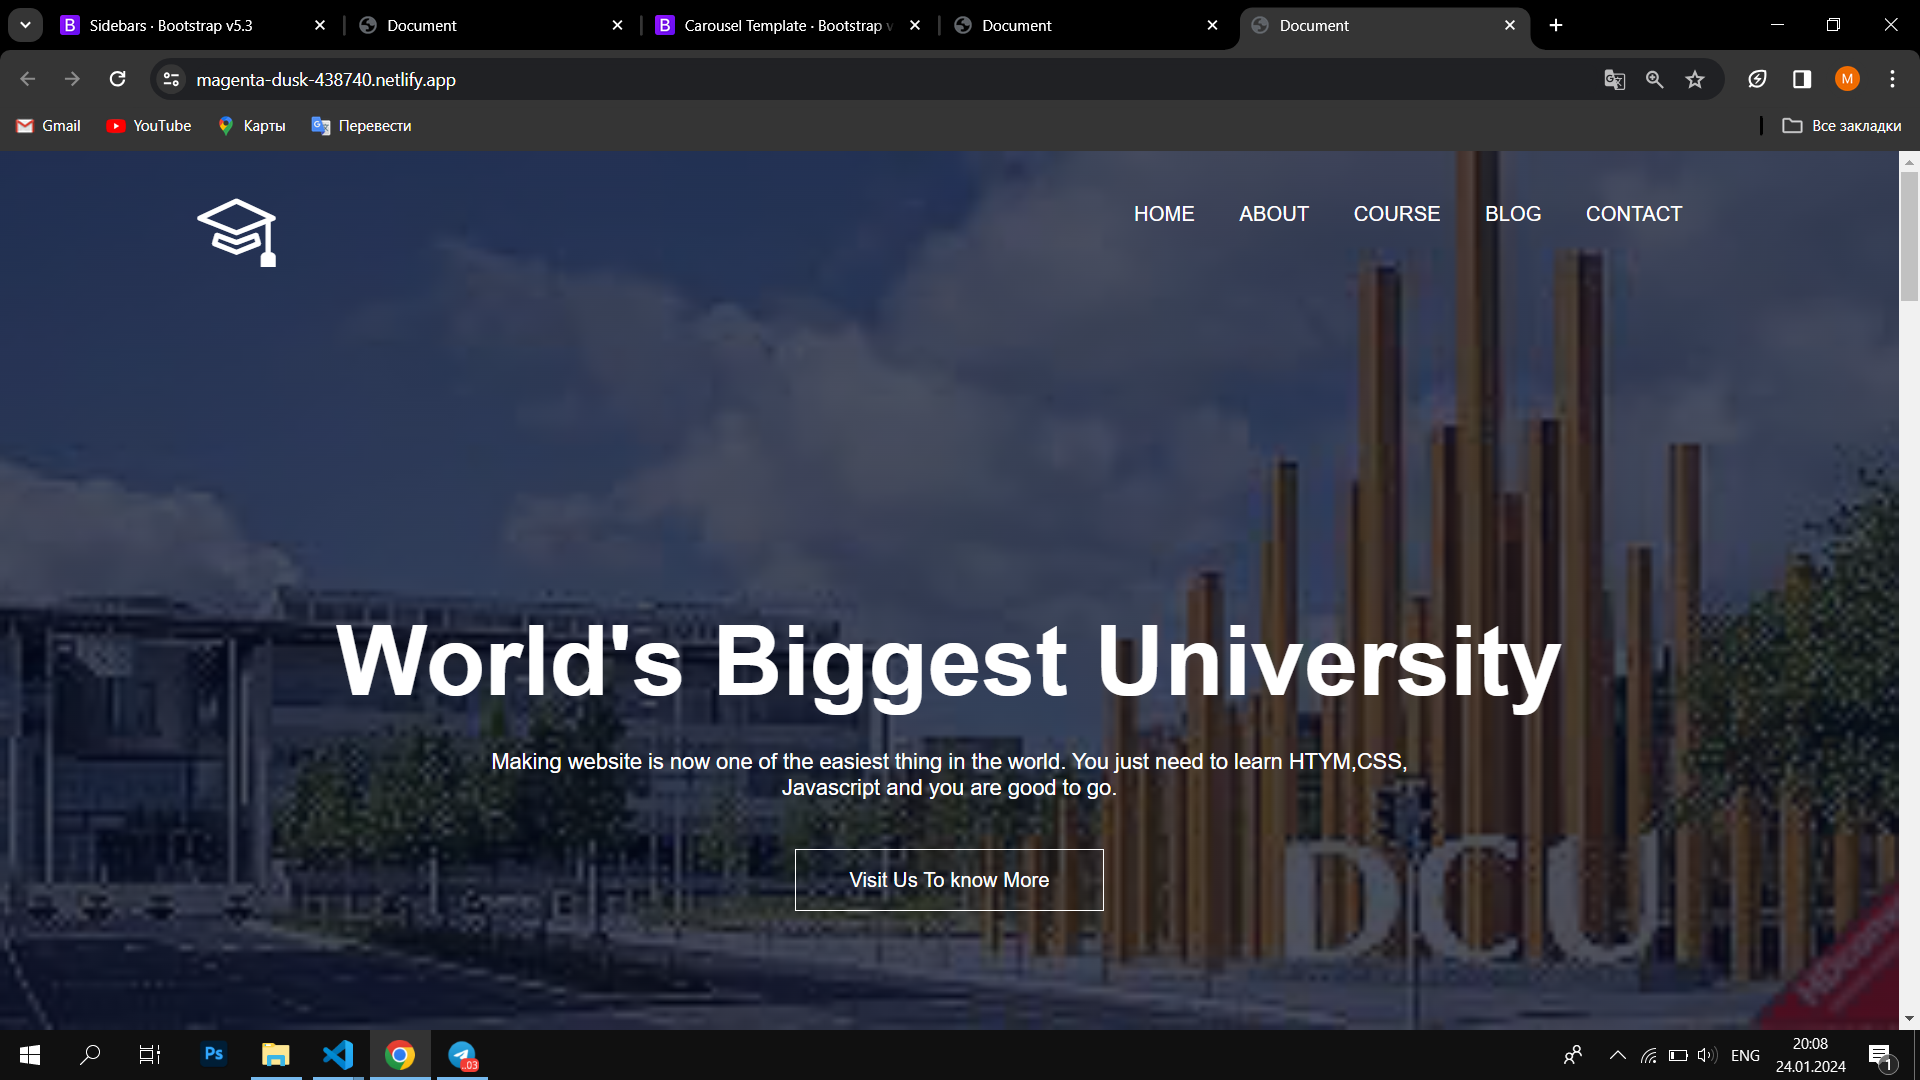 Sidebars · Bootstrap v5.3
Document
Carousel Template · Bootstrap v
Document
Document
magenta-dusk-438740.netlify.app
M
Gmail
YouTube
Карты
Перевести
Все закладки
HOME
ABOUT
COURSE
BLOG
CONTACT
World's Biggest University
Making website is now one of the easiest thing in the world. You just need to learn HTYM,CSS,
Javascript and you are good to go.
Visit Us To know More
DCU
Ps
..03
ENG
20:08
24.01.2024
1